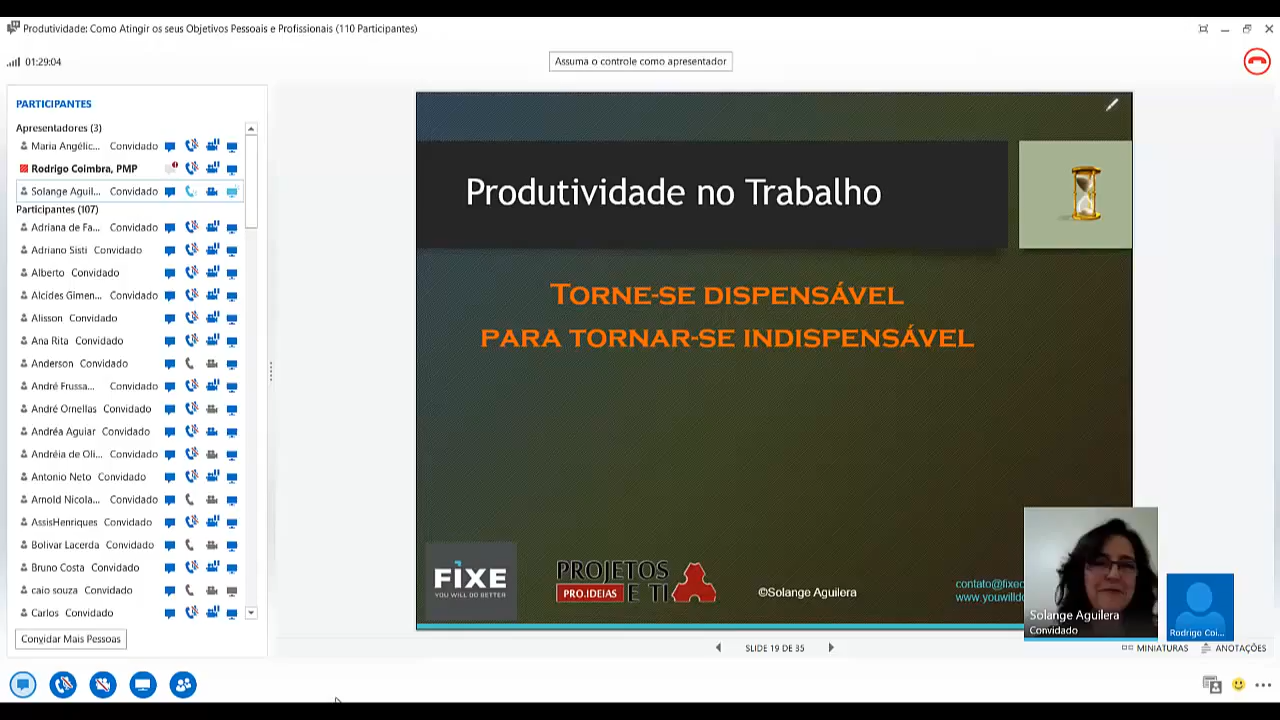 Produtividade: Como Atingir os seus Objetivos Pessoais e Profissionais (110 Participantes)
01:29:04
Assuma o controle como apresentador
PARTICIPANTES
Apresentadores (3)
Maria Angélic... Convidado
Rodrigo Coimbra, PMP
Solange Aguil... Convidado
Participantes (107)
Adriana de Fa... Convidado
Adriano Sisti Convidado
Alberto Convidado
Alcides Gimen... Convidado
Alisson Convidado
Ana Rita Convidado
Anderson Convidado
André Frussa... Convidado
André Ornellas Convidado
Andréa Aguiar Convidado
Andréia de Oli... Convidado
Antonio Neto Convidado
Arnold Nicola... Convidado
AssisHenriques Convidado
Bolivar Lacerda Convidado
Bruno Costa Convidado
caio souza Convidado
Carlos Convidado
Convidar Mais Pessoas
Produtividade no Trabalho
TORNE-SE DISPENSÁVEL
PARA TORNAR-SE INDISPENSÁVEL
FIXE
YOU WILL DO BETTER
PROJETOS
PRO.IDEIAS E TI
©Solange Aguilera
contato@fixec
www.youwilldo
Solange Aguilera
Convidado
Rodrigo Coi...
SLIDE 19 DE 35
MINIATURAS
ANOTAÇÕES